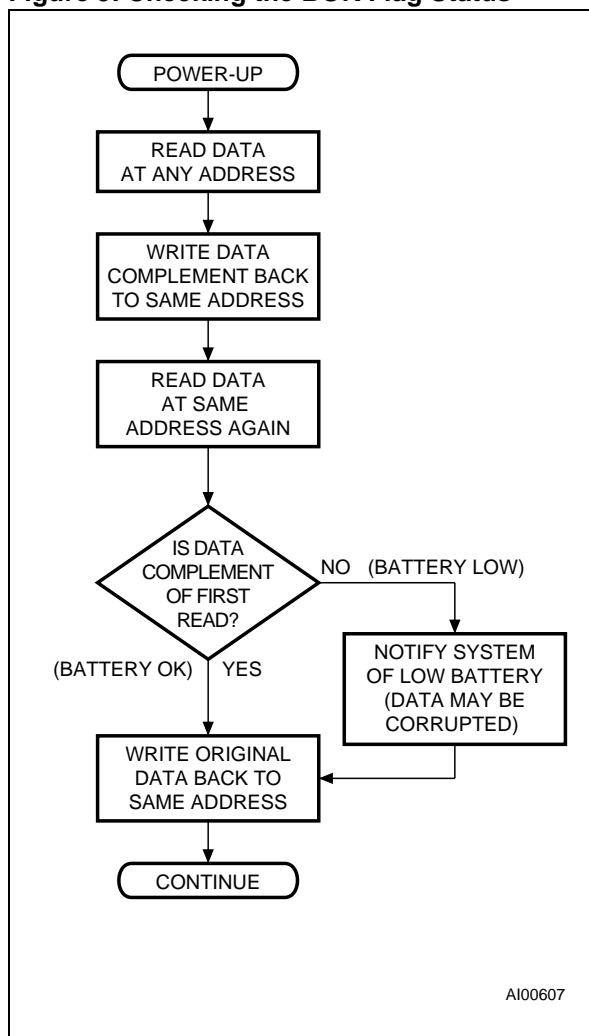 POWER-UP
READ DATA
AT ANY ADDRESS
WRITE DATA
COMPLEMENT BACK
TO SAME ADDRESS
READ DATA
AT SAME
ADDRESS AGAIN
IS DATA
COMPLEMENT
OF FIRST
READ?
NO (BATTERY LOW)
NOTIFY SYSTEM
OF LOW BATTERY
(DATA MAY BE
CORRUPTED)
(BATTERY OK) YES
WRITE ORIGINAL
DATA BACK TO
SAME ADDRESS
CONTINUE
AI00607